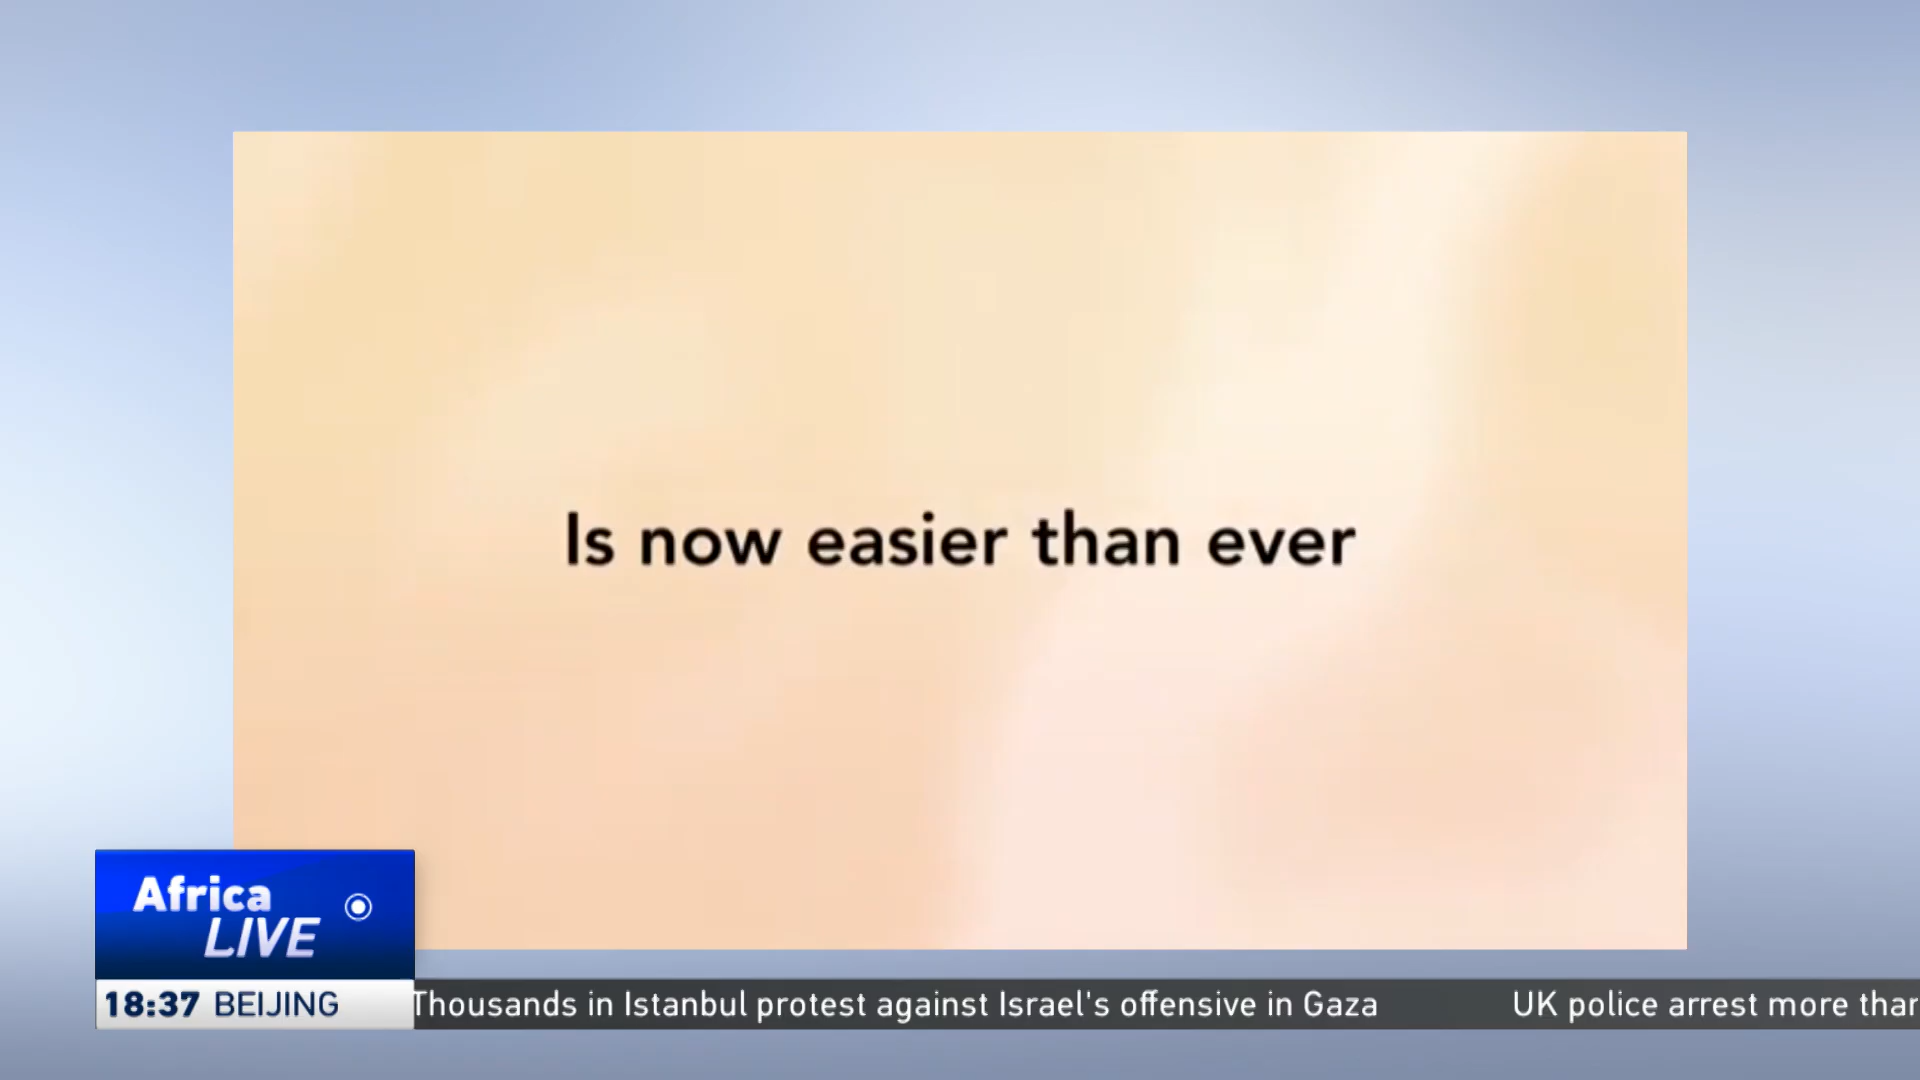 Is now easier than ever
Africa
LIVE
18:37 BEIJING
Thousands in Istanbul protest against Israel's offensive in Gaza
UK police arrest more